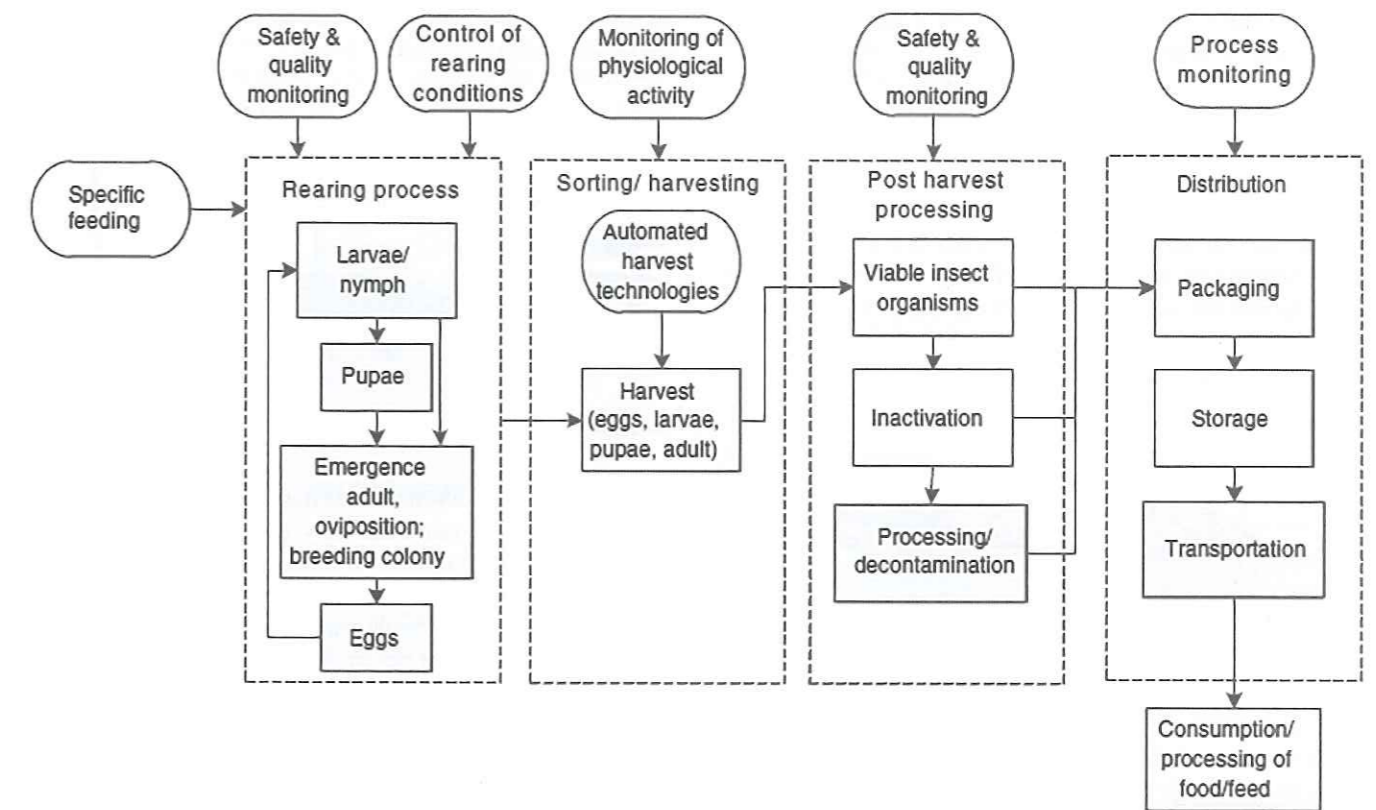 Safety &
quality
monitoring
Control of
rearing
conditions
Monitoring of
physiological
activity
Safety &
quality
monitoring
Process
monitoring
Specific
feeding
Rearing process
Larvae/
nymph
Pupae
Emergence
adult,
oviposition;
breeding colony
Eggs
Sorting/ harvesting
Automated
harvest
technologies
Harvest
(eggs, larvae,
pupae, adult)
Post harvest
processing
Viable insect
organisms
Inactivation
Processing/
decontamination
Distribution
Packaging
Storage
Transportation
Consumption/
processing of
food/feed